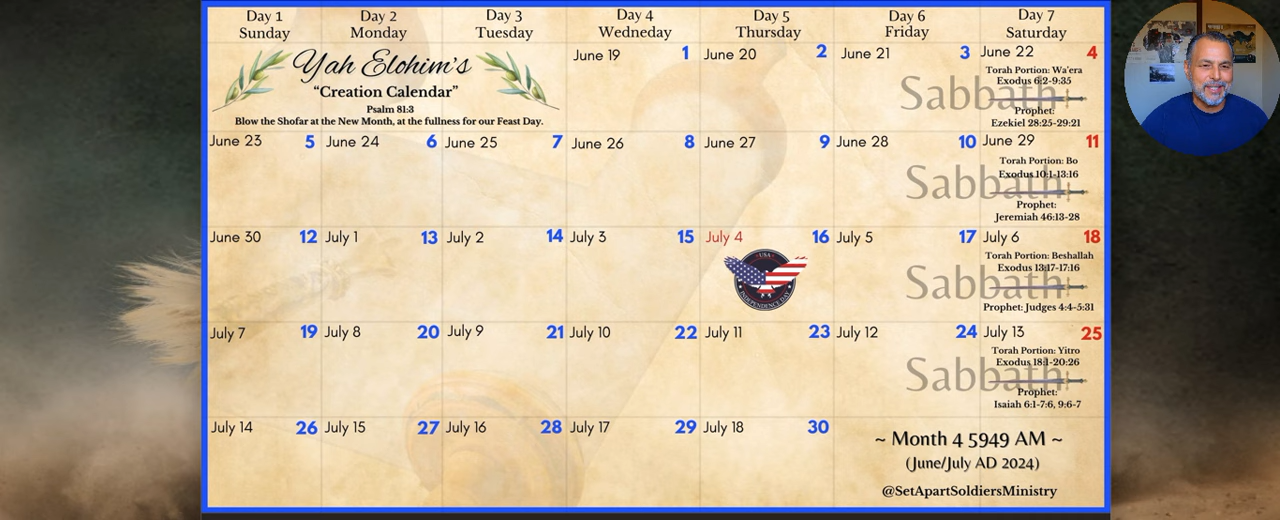 Day 1 Day 2 Day 3 Day 4 Day 5 Day 6 Day 7
Sunday Monday Tuesday Wednesday Thursday Friday Saturday
Yah Elohim's
“Creation Calendar”
Psalm 81:3
Blow the Shofar at the New Month, at the fullness for our Feast Day.
June 19 1 June 20 2 June 21 3 June 22 4
Sabbath
Torah Portion: Wa'era
Exodus 6:2-9:35
Prophet:
Ezekiel 28:25-29:21
June 23 5 June 24 6 June 25 7 June 26 8 June 27 9 June 28 10 June 29 11
Sabbath
Torah Portion: Bo
Exodus 10:1-13:16
Prophet:
Jeremiah 46:13-28
June 30 12 July 1 13 July 2 14 July 3 15 July 4 16 July 5 17 July 6 18
USA
INDEPENDENCE DAY
Sabbath
Torah Portion: Beshallah
Exodus 13:17-17:16
Prophet: Judges 4:4-5:31
July 7 19 July 8 20 July 9 21 July 10 22 July 11 23 July 12 24 July 13 25
Sabbath
Torah Portion: Yitro
Exodus 18:1-20:26
Prophet:
Isaiah 6:1-7:6, 9:6-7
July 14 26 July 15 27 July 16 28 July 17 29 July 18 30
~ Month 4 5949 AM ~
(June/July AD 2024)
@SetApartSoldiersMinistry